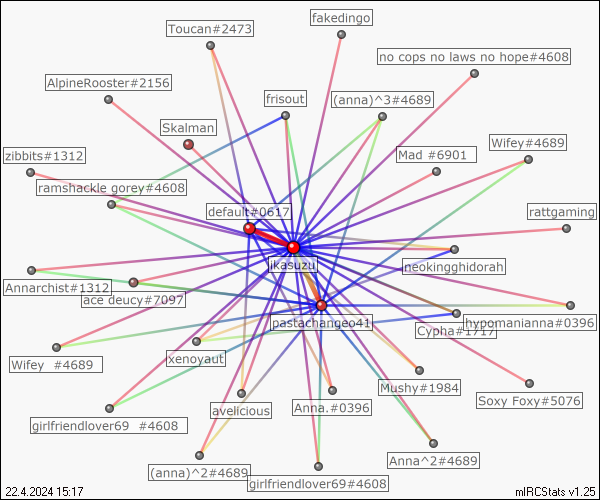 fakedingo
Toucan#2473
no cops no laws no hope#4608
AlpineRooster#2156
frisout
(anna)^3#4689
Skalman
Wifey#4689
zibbits#1312
Mad #6901
ramshackle gorey#4608
default#0617
rattgaming
jikasuzu
neokingghidorah
Annarchist#1312
ace deucy#7097
pastachangeo41
Cypha#1717
hypomanianna#0396
Wifey  #4689
xenoyaut
Mushy#1984
Soxy Foxy#5076
avelicious
Anna.#0396
girlfriendlover69  #4608
(anna)^2#4689
Anna^2#4689
girlfriendlover69#4608
22.4.2024 15:17
mIRCStats v1.25